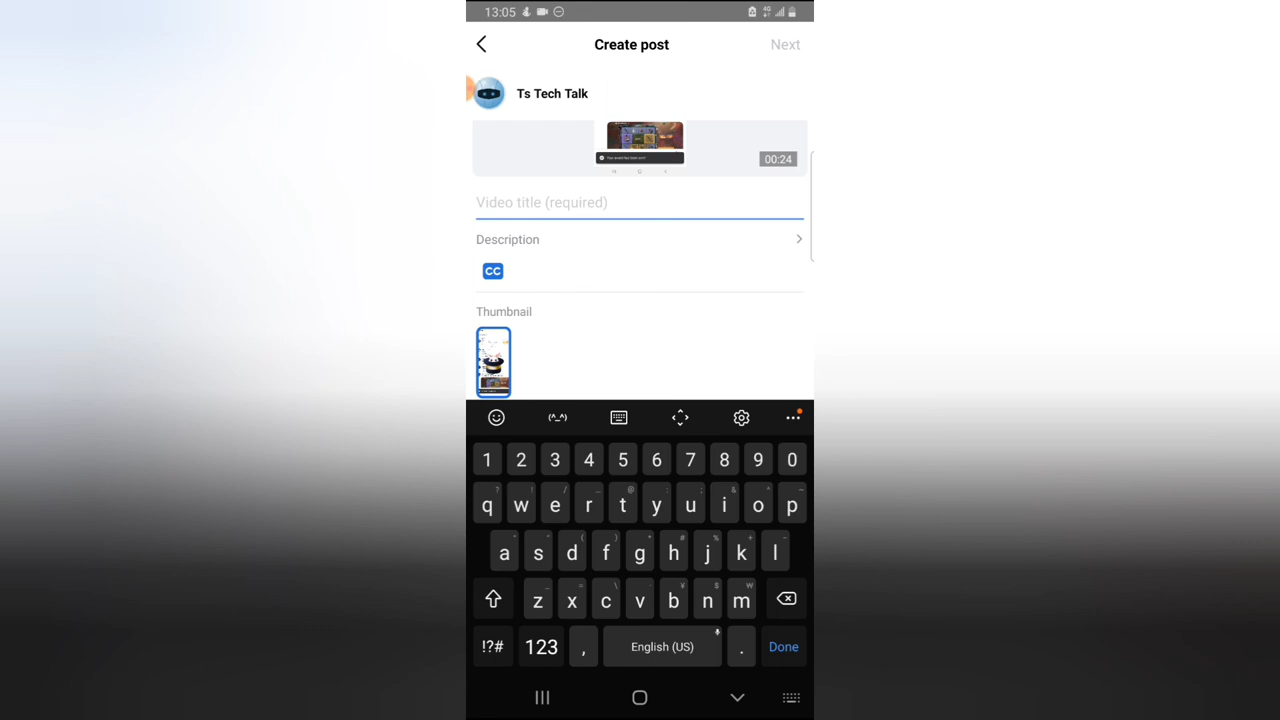 13:05
4G
Create post
Next
Ts Tech Talk
00:24
Video title (required)
Description
CC
Thumbnail
(^_^)
1 2 3 4 5 6 7 8 9 0
q w e r t y u i o p
a s d f g h j k l
z x c v b n m
!?# 123 , English (US) . Done